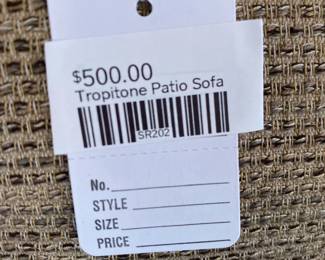 $500.00
Tropitone Patio Sofa
SR202
No.
STYLE
SIZE
PRICE